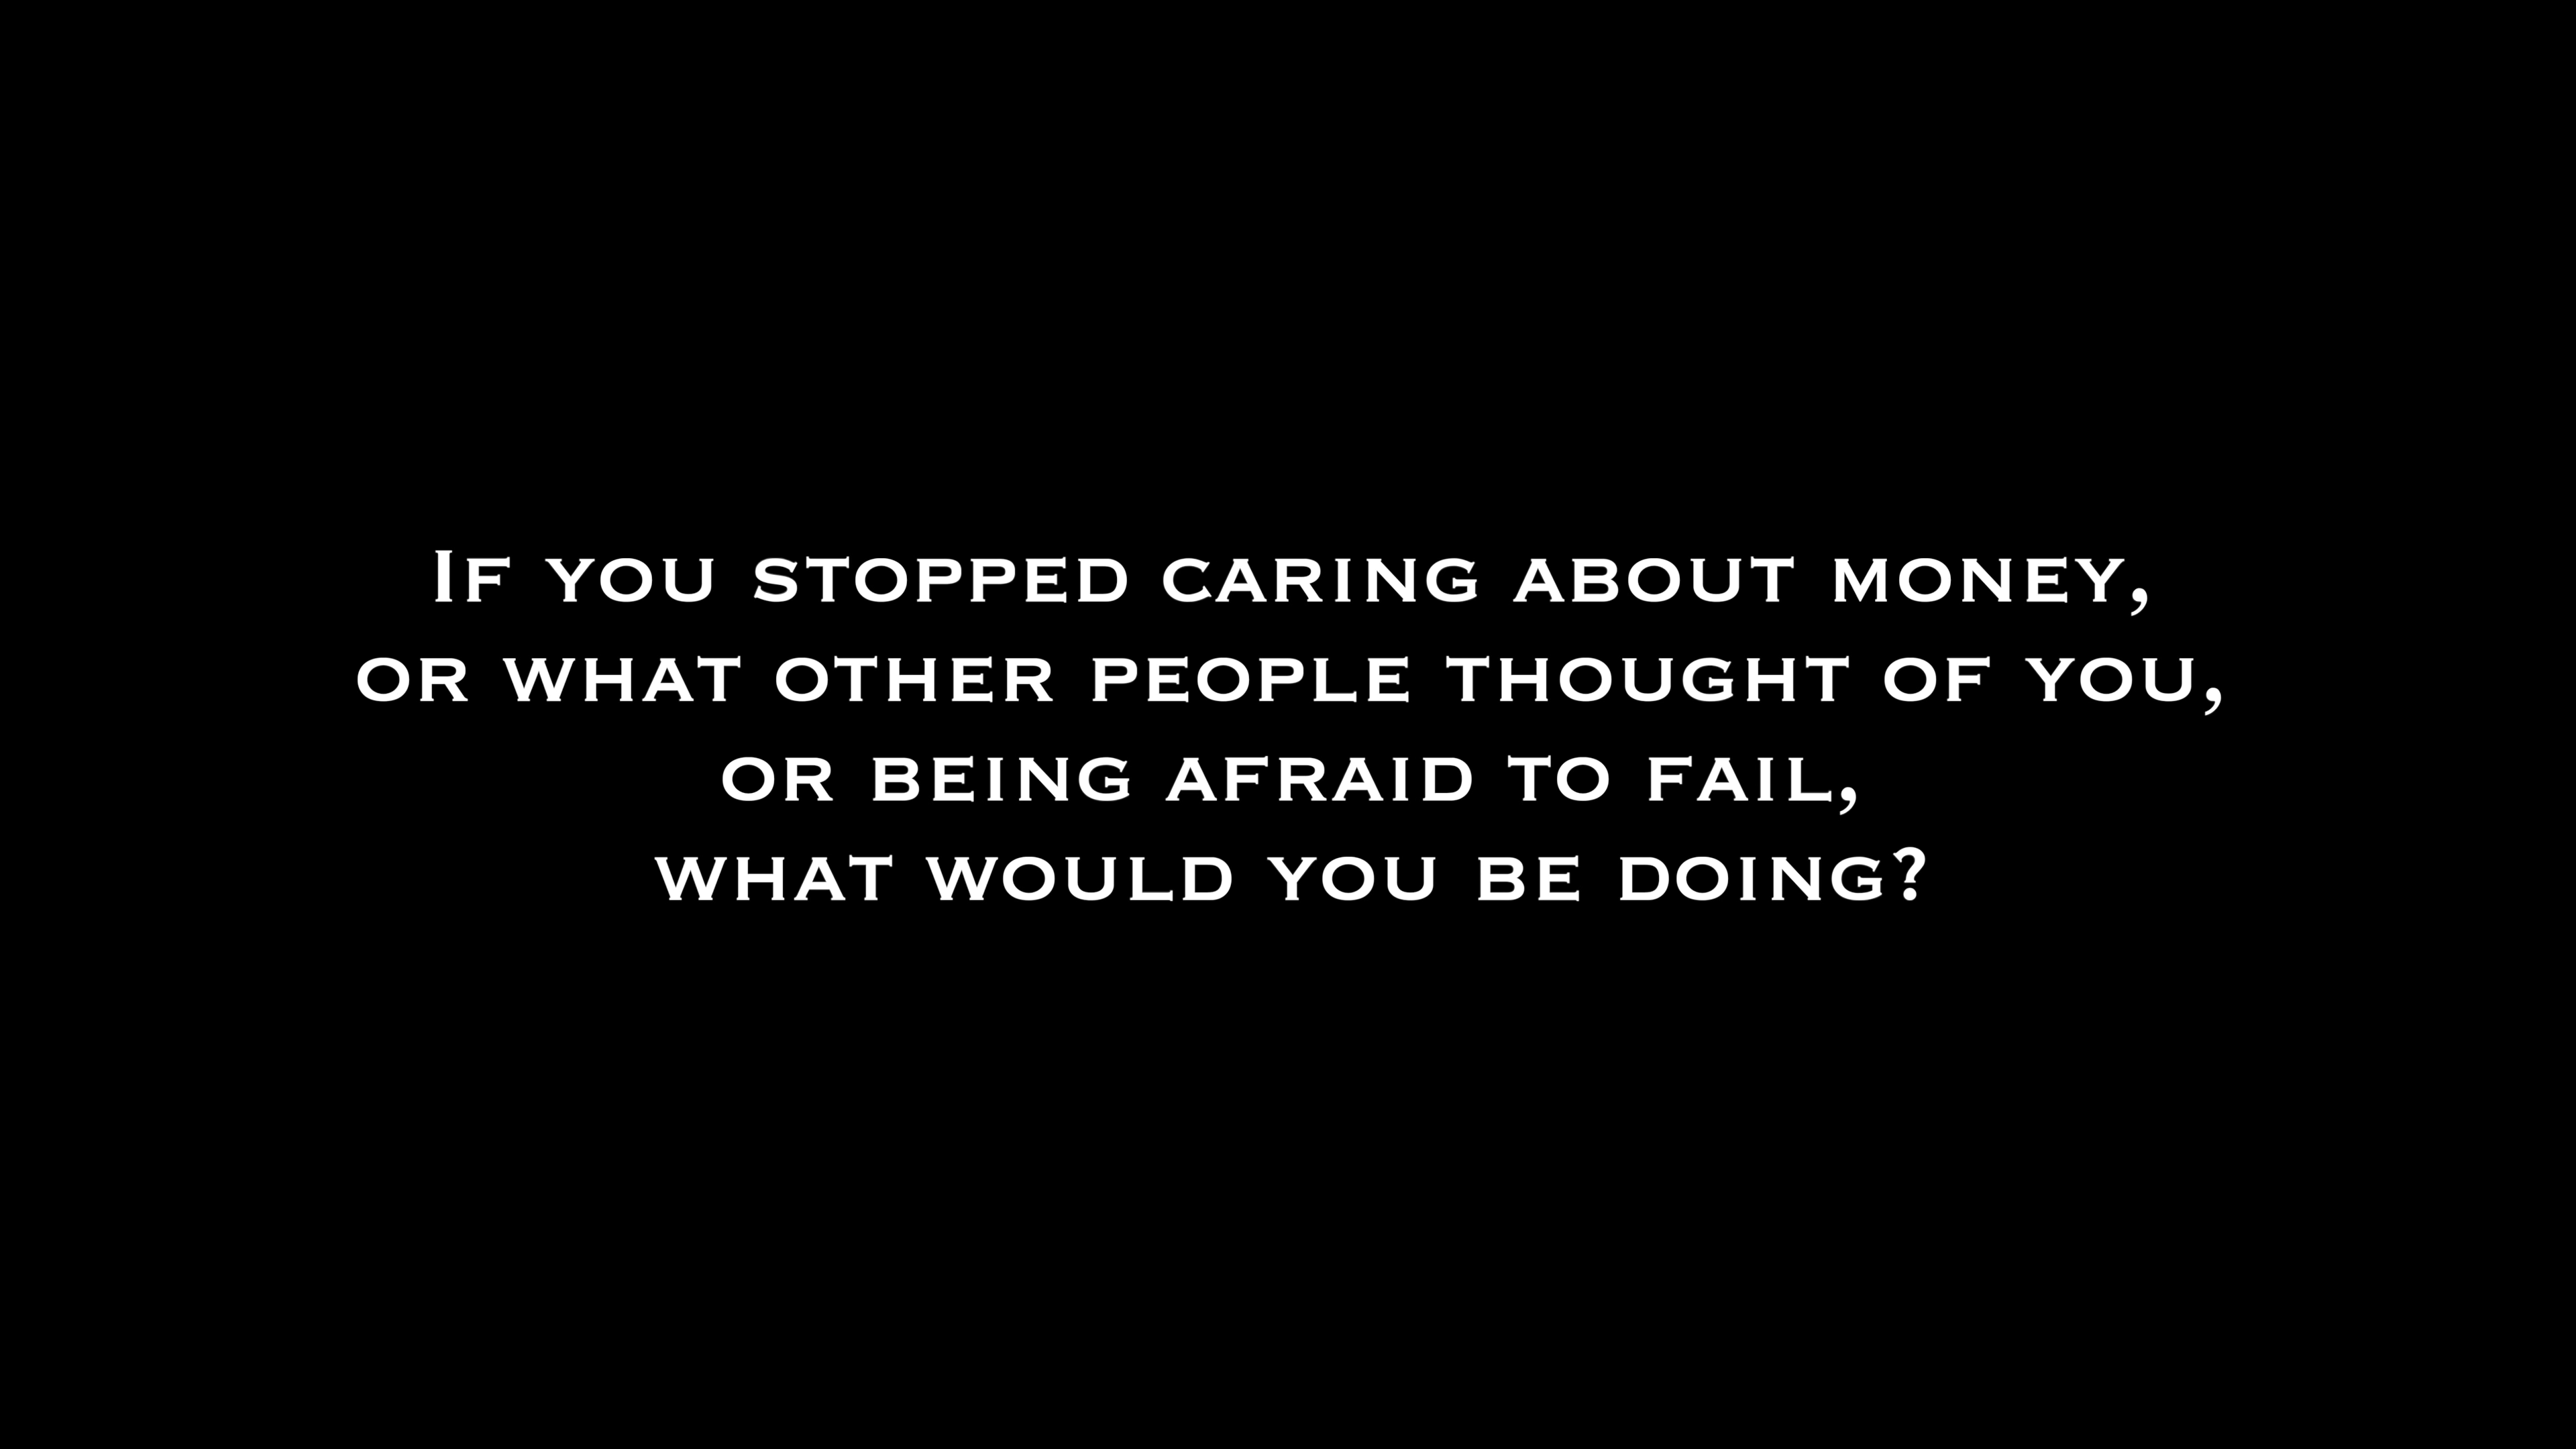 If you stopped caring about money,
or what other people thought of you,
or being afraid to fail,
what would you be doing?